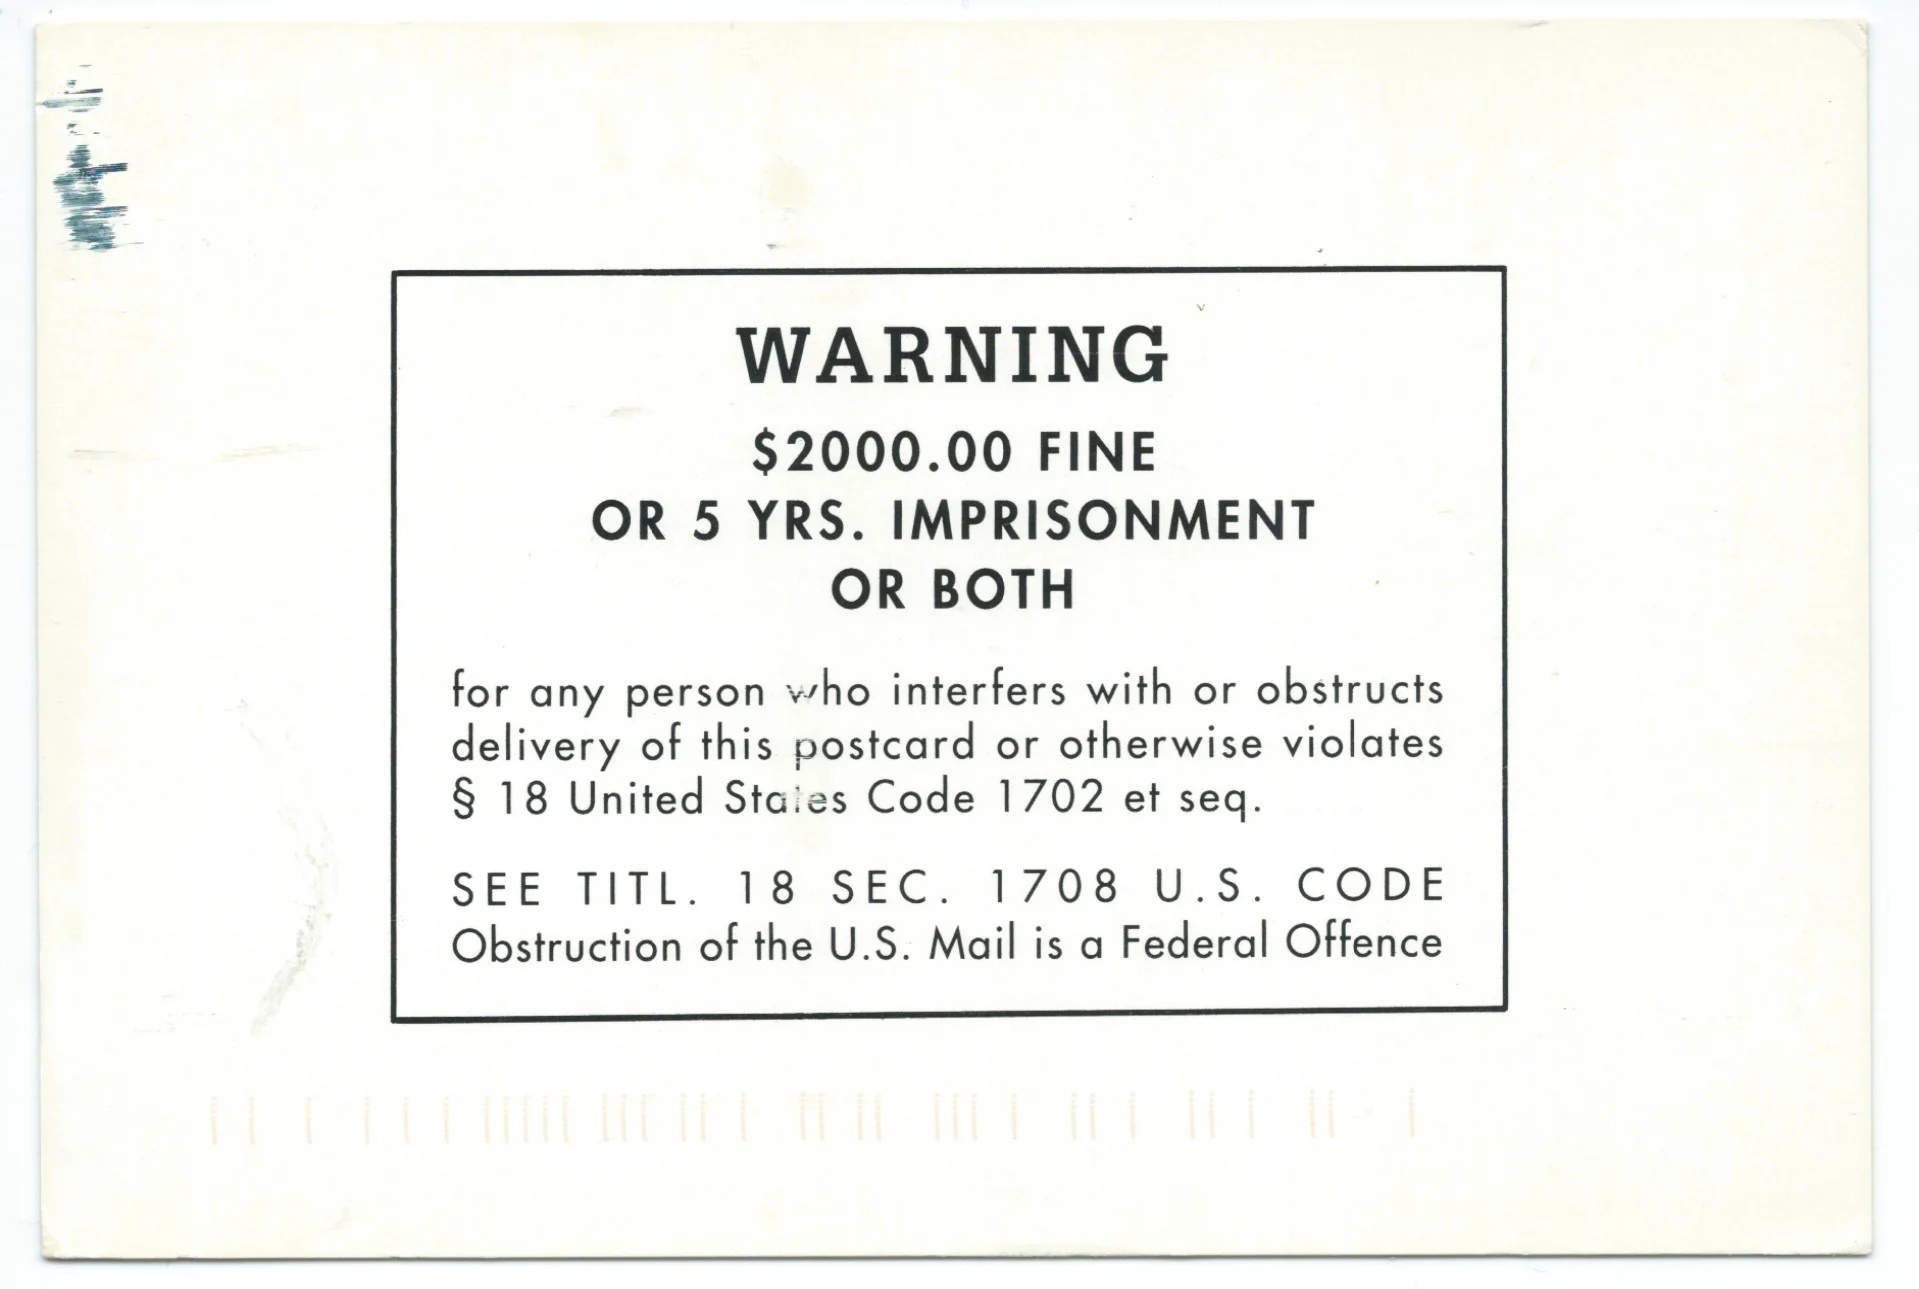 WARNING
$2000.00 FINE
OR 5 YRS. IMPRISONMENT
OR BOTH
for any person who interfers with or obstructs
delivery of this postcard or otherwise violates
§ 18 United States Code 1702 et seq.
SEE TITL. 18 SEC. 1708 U.S. CODE
Obstruction of the U.S. Mail is a Federal Offence